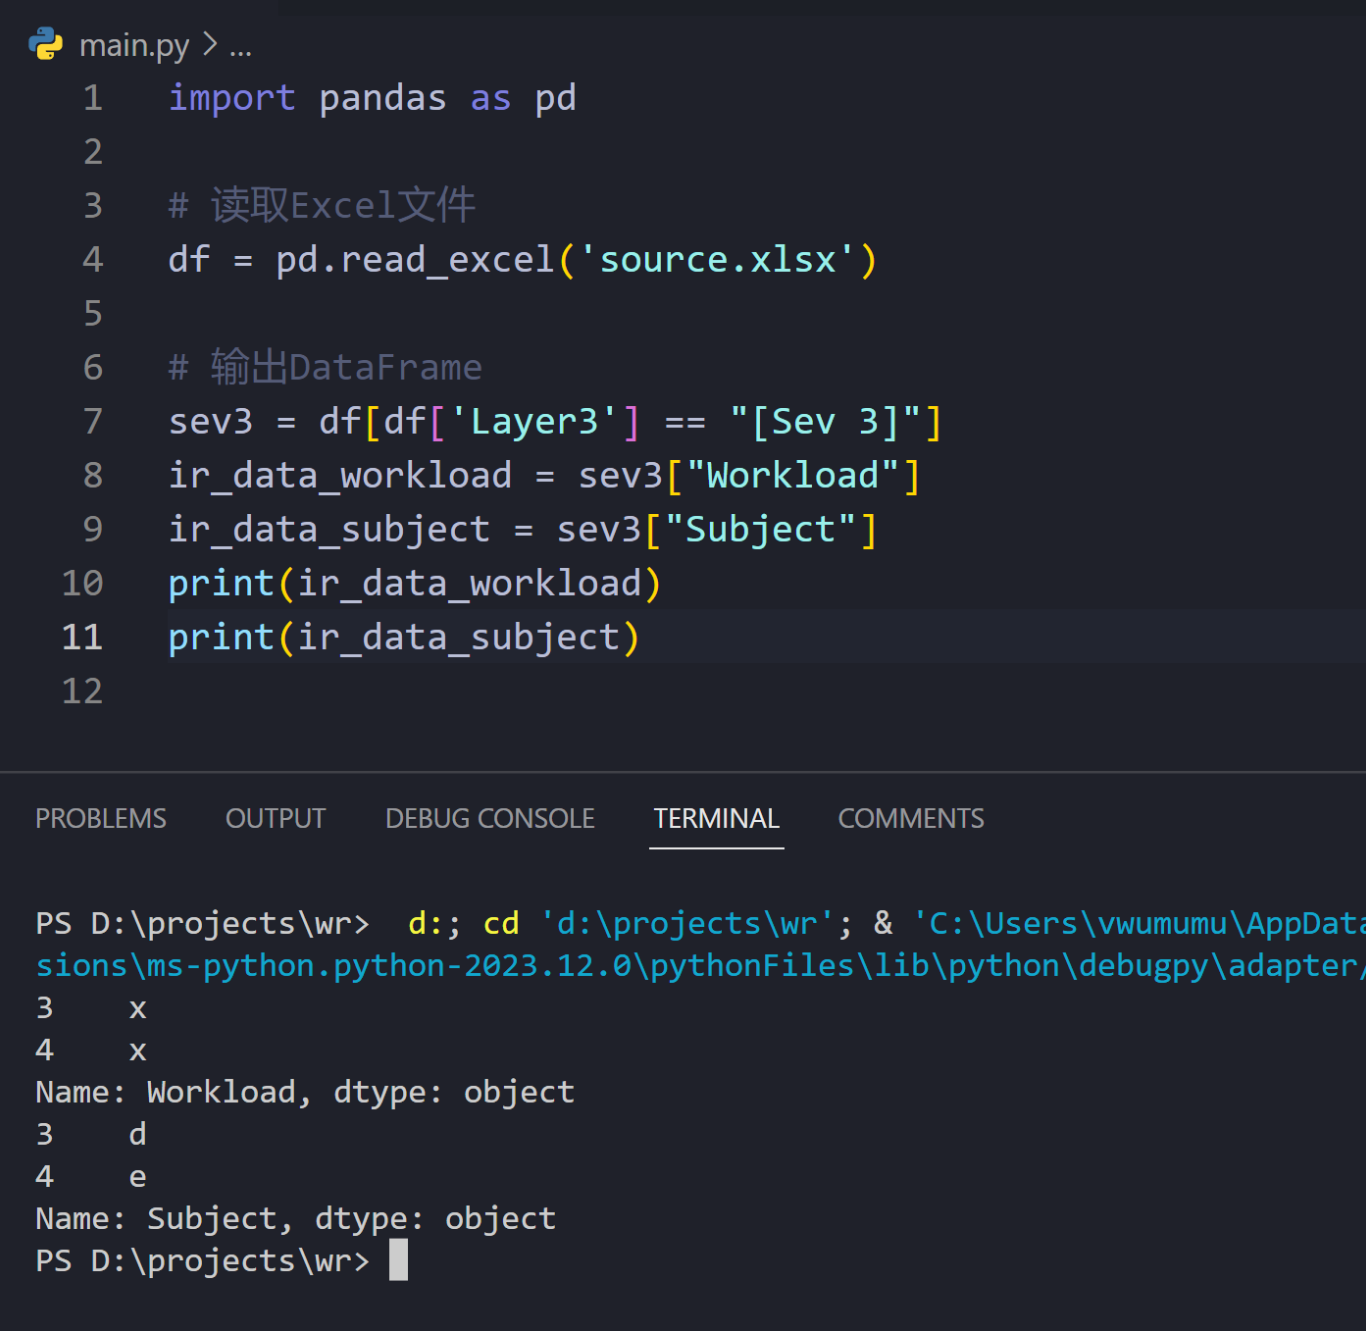 main.py > ...
1 import pandas as pd
2
3 # 读取Excel文件
4 df = pd.read_excel('source.xlsx')
5
6 # 输出DataFrame
7 sev3 = df[df['Layer3'] == "[Sev 3]"]
8 ir_data_workload = sev3["Workload"]
9 ir_data_subject = sev3["Subject"]
10 print(ir_data_workload)
11 print(ir_data_subject)
12
PROBLEMS OUTPUT DEBUG CONSOLE TERMINAL COMMENTS
PS D:\projects\wr>  d:; cd 'd:\projects\wr'; & 'C:\Users\vwumumu\AppData
sions\ms-python.python-2023.12.0\pythonFiles\lib\python\debugpy\adapter/
3    x
4    x
Name: Workload, dtype: object
3    d
4    e
Name: Subject, dtype: object
PS D:\projects\wr>